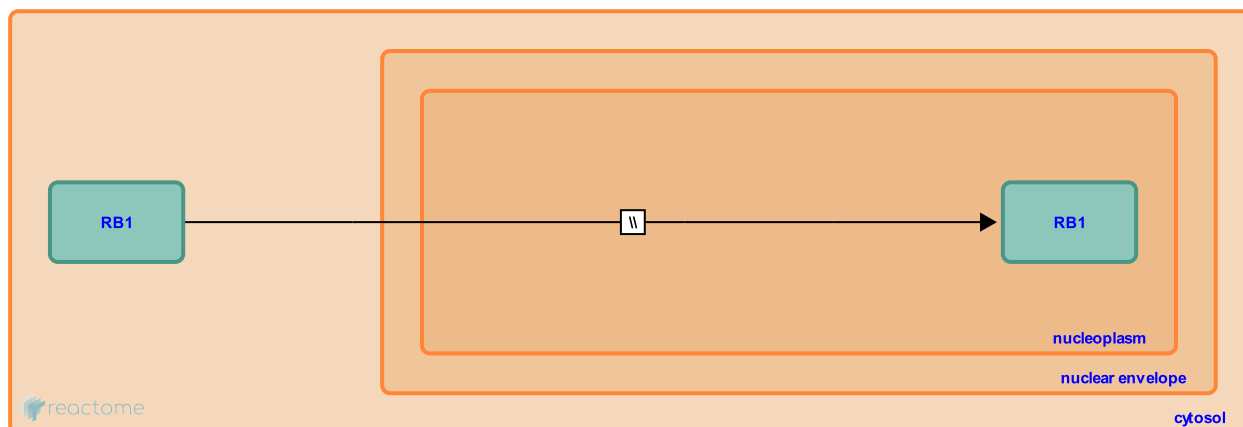 RB1
\\
RB1
nucleoplasm
nuclear envelope
reactome
cytosol